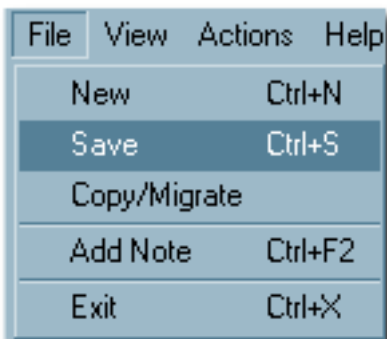 File View Actions Help
New Ctrl+N
Save Ctrl+S
Copy/Migrate
Add Note Ctrl+F2
Exit Ctrl+X